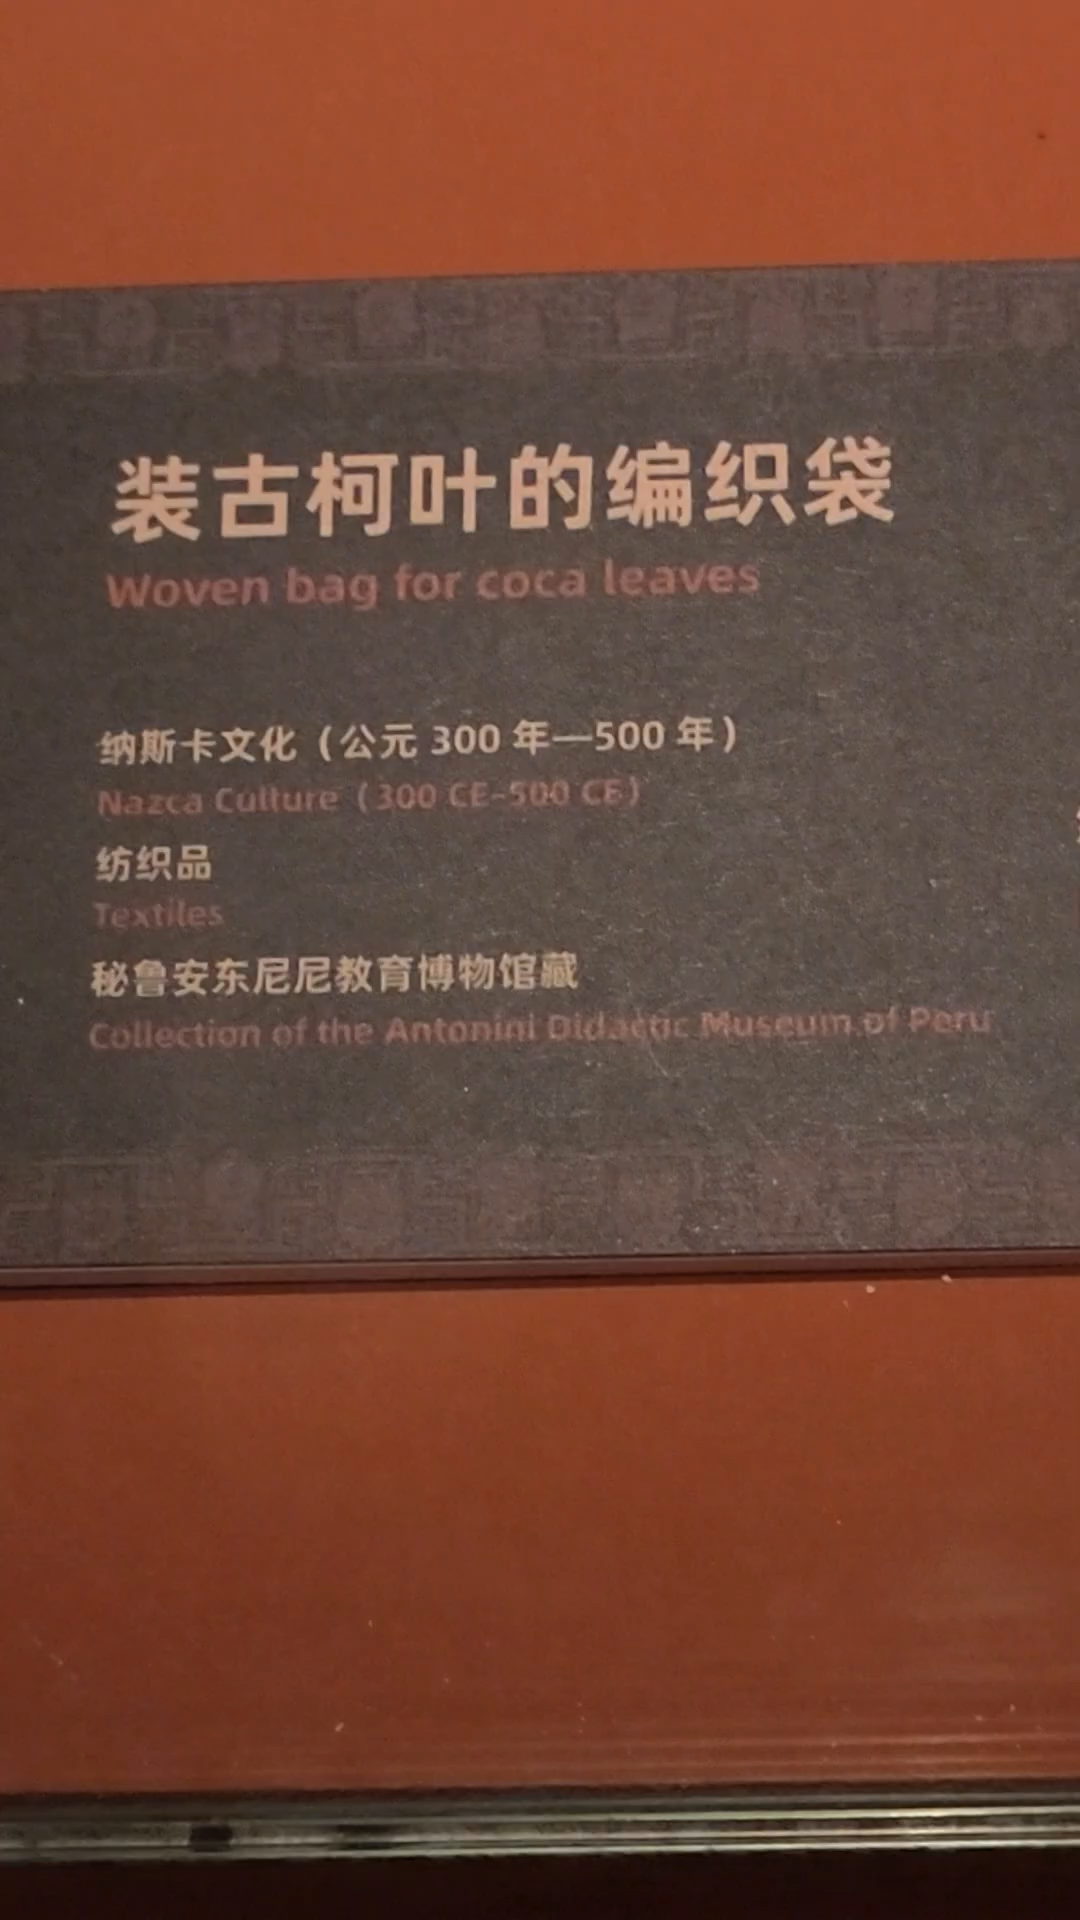 装古柯叶的编织袋
Woven bag for coca leaves
纳斯卡文化（公元 300 年—500 年）
Nazca Culture（300 CE-500 CE）
纺织品
Textiles
秘鲁安东尼尼教育博物馆藏
Collection of the Antonini Didactic Museum of Peru